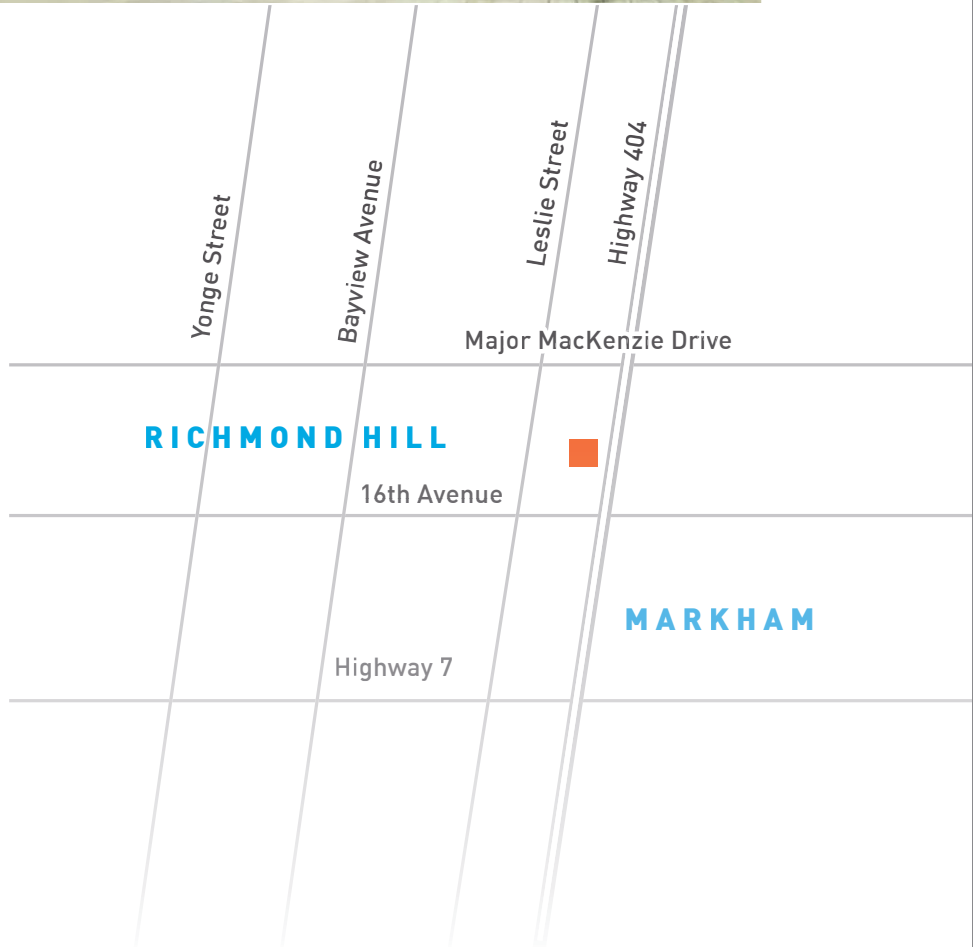 Yonge Street
Bayview Avenue
Leslie Street
Highway 404
Major MacKenzie Drive
RICHMOND HILL
16th Avenue
MARKHAM
Highway 7